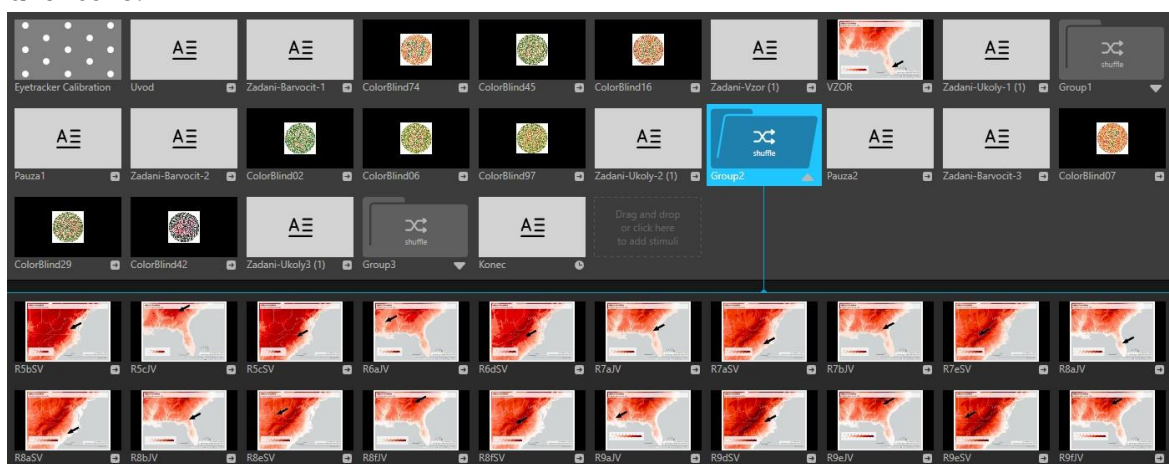 Eyetracker Calibration
Uvod
Zadani-Barvocit-1
ColorBlind74
ColorBlind45
ColorBlind16
Zadani-Vzor (1)
VZOR
Zadani-Ukoly-1 (1)
shuffle
Group1
Pauza1
Zadani-Barvocit-2
ColorBlind02
ColorBlind06
ColorBlind97
Zadani-Ukoly-2 (1)
shuffle
Group2
Pauza2
Zadani-Barvocit-3
ColorBlind07
ColorBlind29
ColorBlind42
Zadani-Ukoly3 (1)
shuffle
Group3
Konec
Drag and drop
or click here
to add stimuli
R5bSV
R5cJV
R5cSV
R6aJV
R6dSV
R7aJV
R7aSV
R7bJV
R7eSV
R8aJV
R8aSV
R8bJV
R8eSV
R8fJV
R8fSV
R9aJV
R9dSV
R9eJV
R9eSV
R9fJV